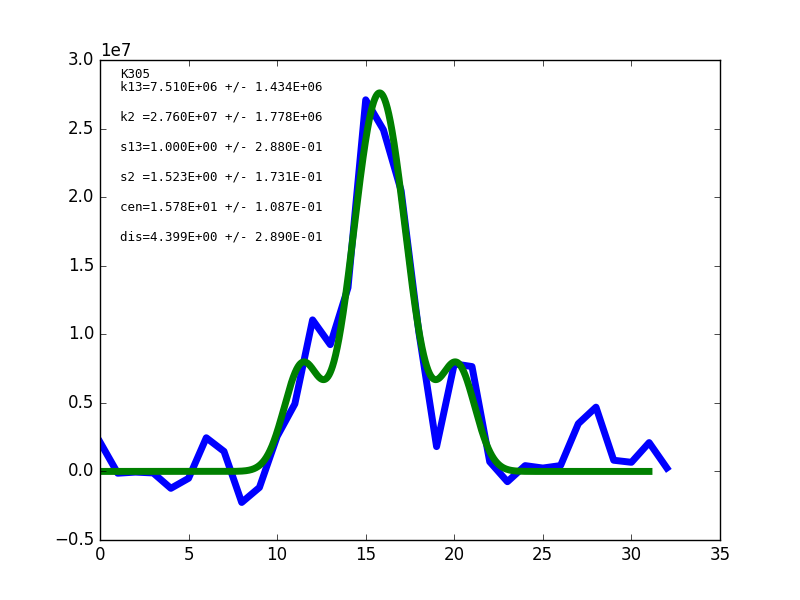 1e7
3.0
2.5
2.0
1.5
1.0
0.5
0.0
−0.5
K305
k13=7.510E+06 +/- 1.434E+06
k2 =2.760E+07 +/- 1.778E+06
s13=1.000E+00 +/- 2.880E-01
s2 =1.523E+00 +/- 1.731E-01
cen=1.578E+01 +/- 1.087E-01
dis=4.399E+00 +/- 2.890E-01
0 5 10 15 20 25 30 35